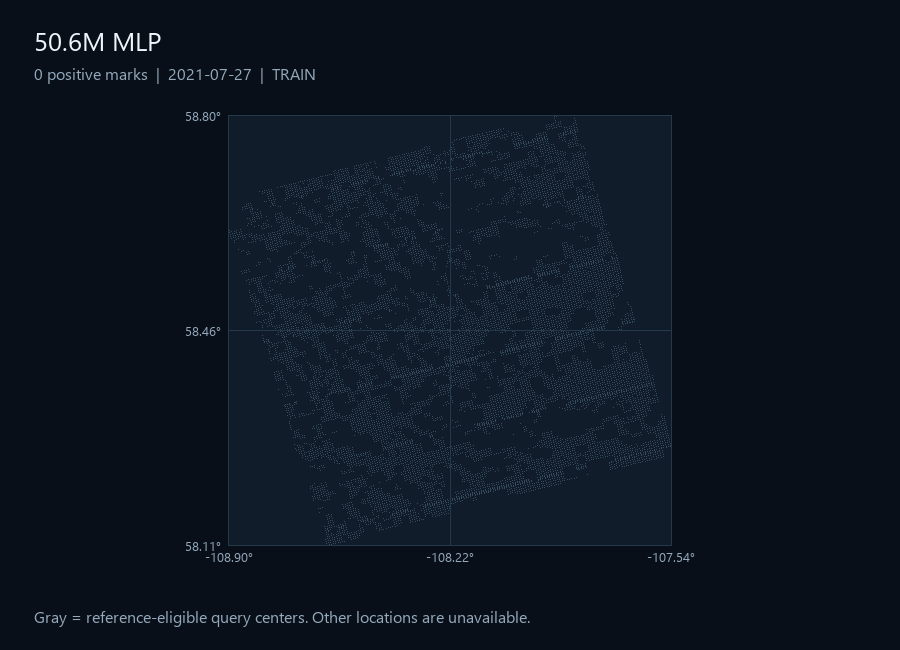 50.6M MLP
0 positive marks | 2021-07-27 | TRAIN
58.80°
58.46°
58.11°
-108.90°
-108.22°
-107.54°
Gray = reference-eligible query centers. Other locations are unavailable.